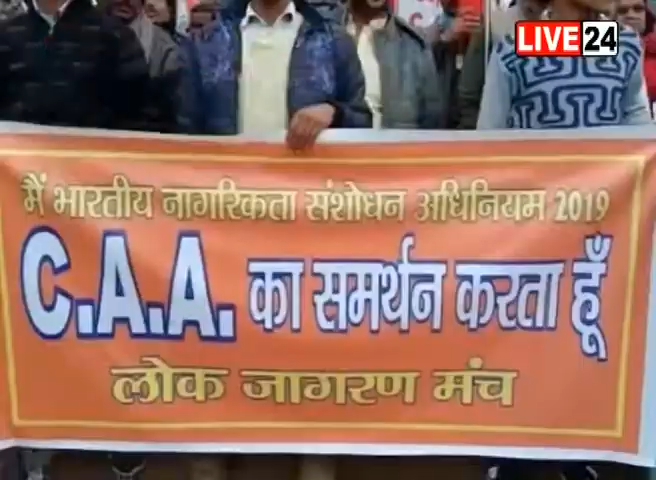 LIVE24
मैं भारतीय नागरिकता संशोधन अधिनियम 2019
C.A.A. का समर्थन करता हूँ
लोक जागरण मंच